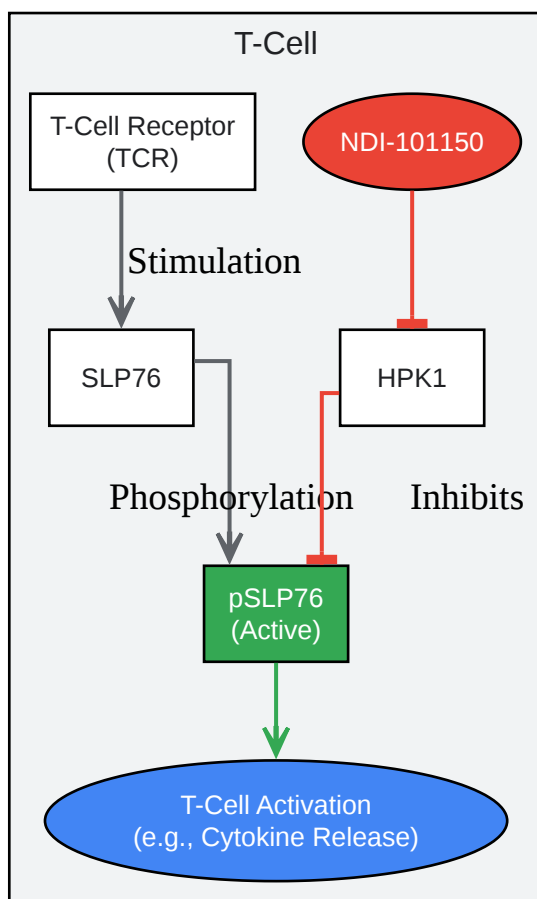 T-Cell
T-Cell Receptor
(TCR)
NDI-101150
Stimulation
SLP76
HPK1
Phosphorylation
Inhibits
pSLP76
(Active)
T-Cell Activation
(e.g., Cytokine Release)